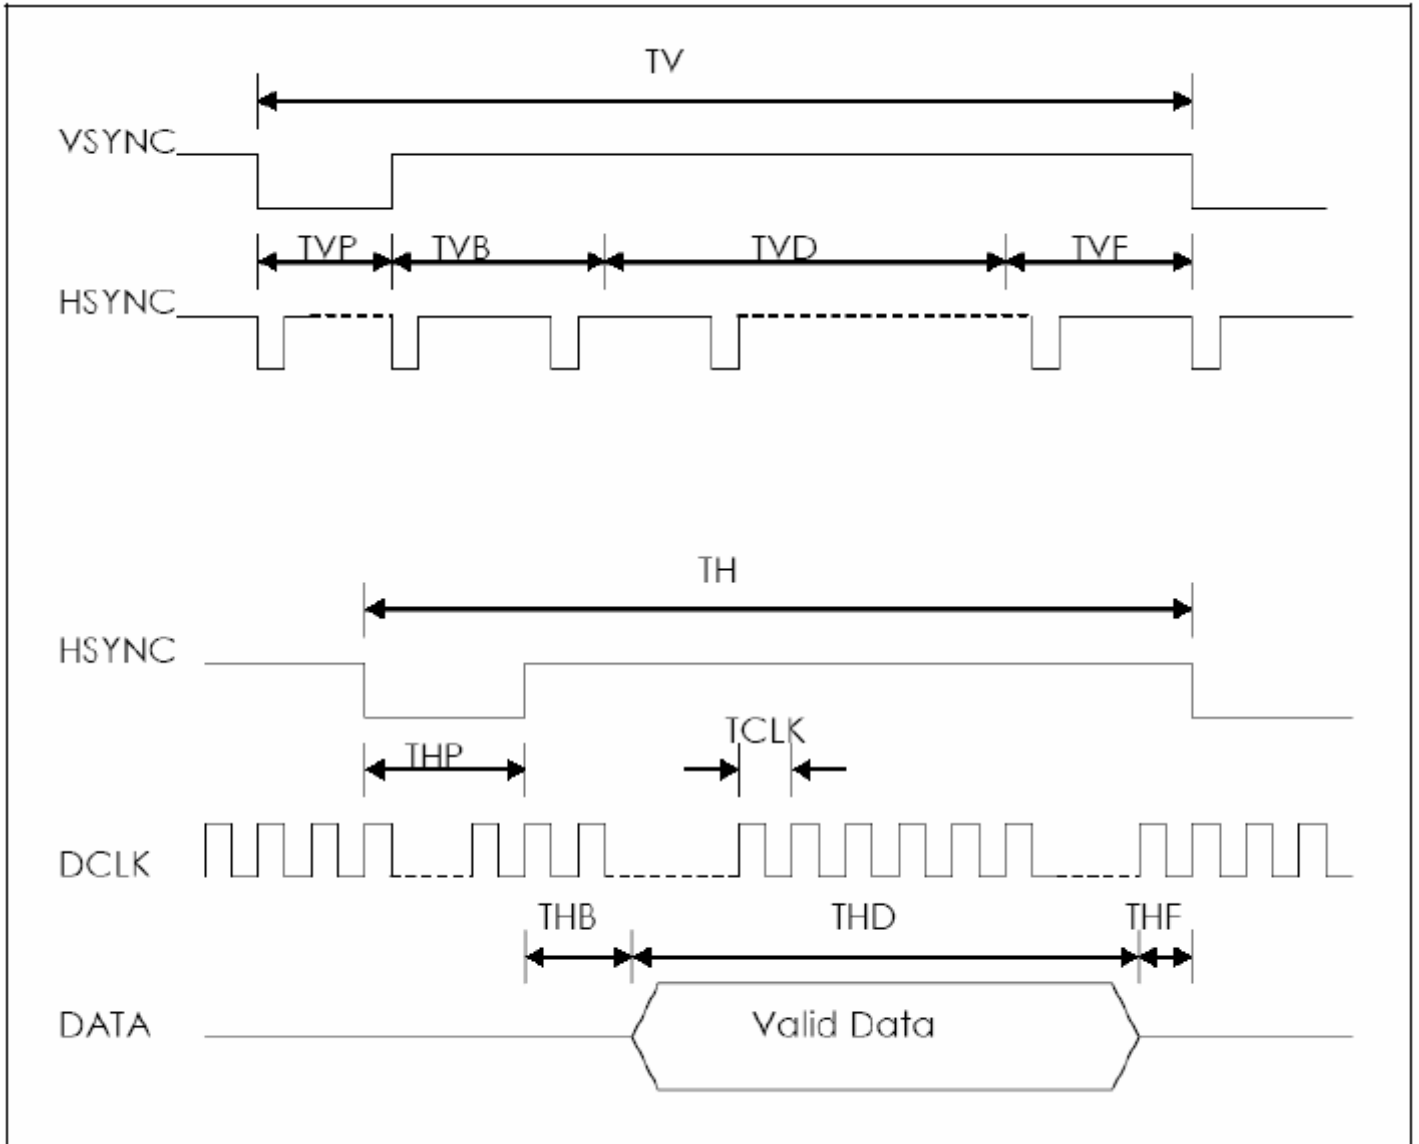 TV
VSYNC
TVP TVB TVD TVF
HSYNC
TH
HSYNC
TCLK
THP
DCLK
THB THD THF
DATA Valid Data